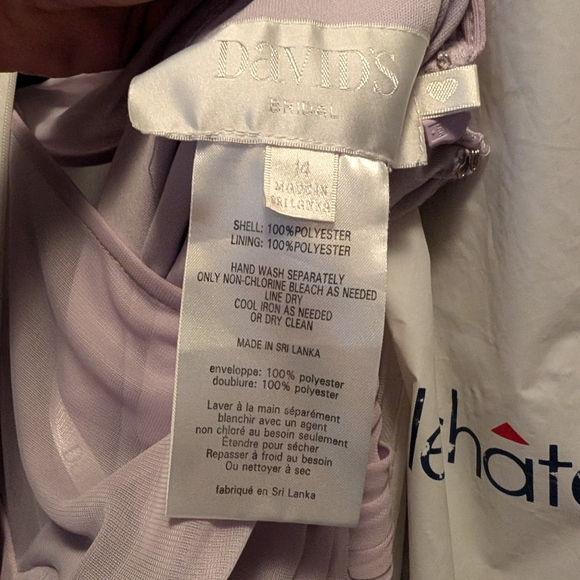 DAVID'S
BRIDAL
14
MADE IN
SRI LANKA
SHELL: 100%POLYESTER
LINING: 100%POLYESTER
HAND WASH SEPARATELY
ONLY NON-CHLORINE BLEACH AS NEEDED
LINE DRY
COOL IRON AS NEEDED
OR DRY CLEAN
MADE IN SRI LANKA
enveloppe: 100% polyester
doublure: 100% polyester
Laver à la main séparément
blanchir avec un agent
non chloré au besoin seulement
Étendre pour sécher
Repasser à froid au besoin
Ou nettoyer à sec
fabriqué en Sri Lanka
lechâte